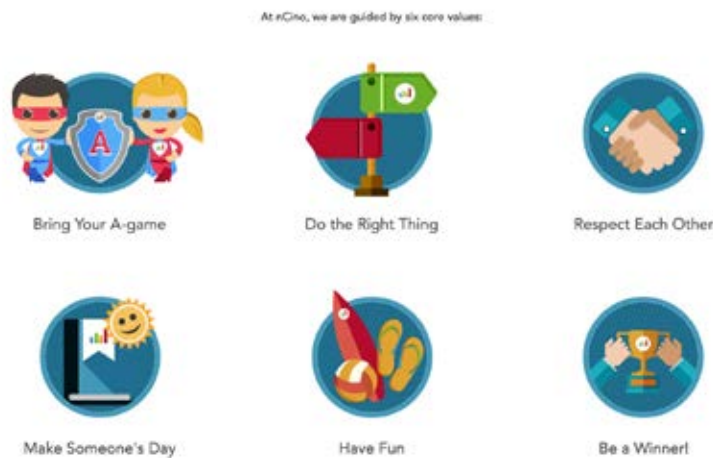 At nCino, we are guided by six core values:
A
Bring Your A-game
Do the Right Thing
Respect Each Other
Make Someone's Day
Have Fun
Be a Winner!